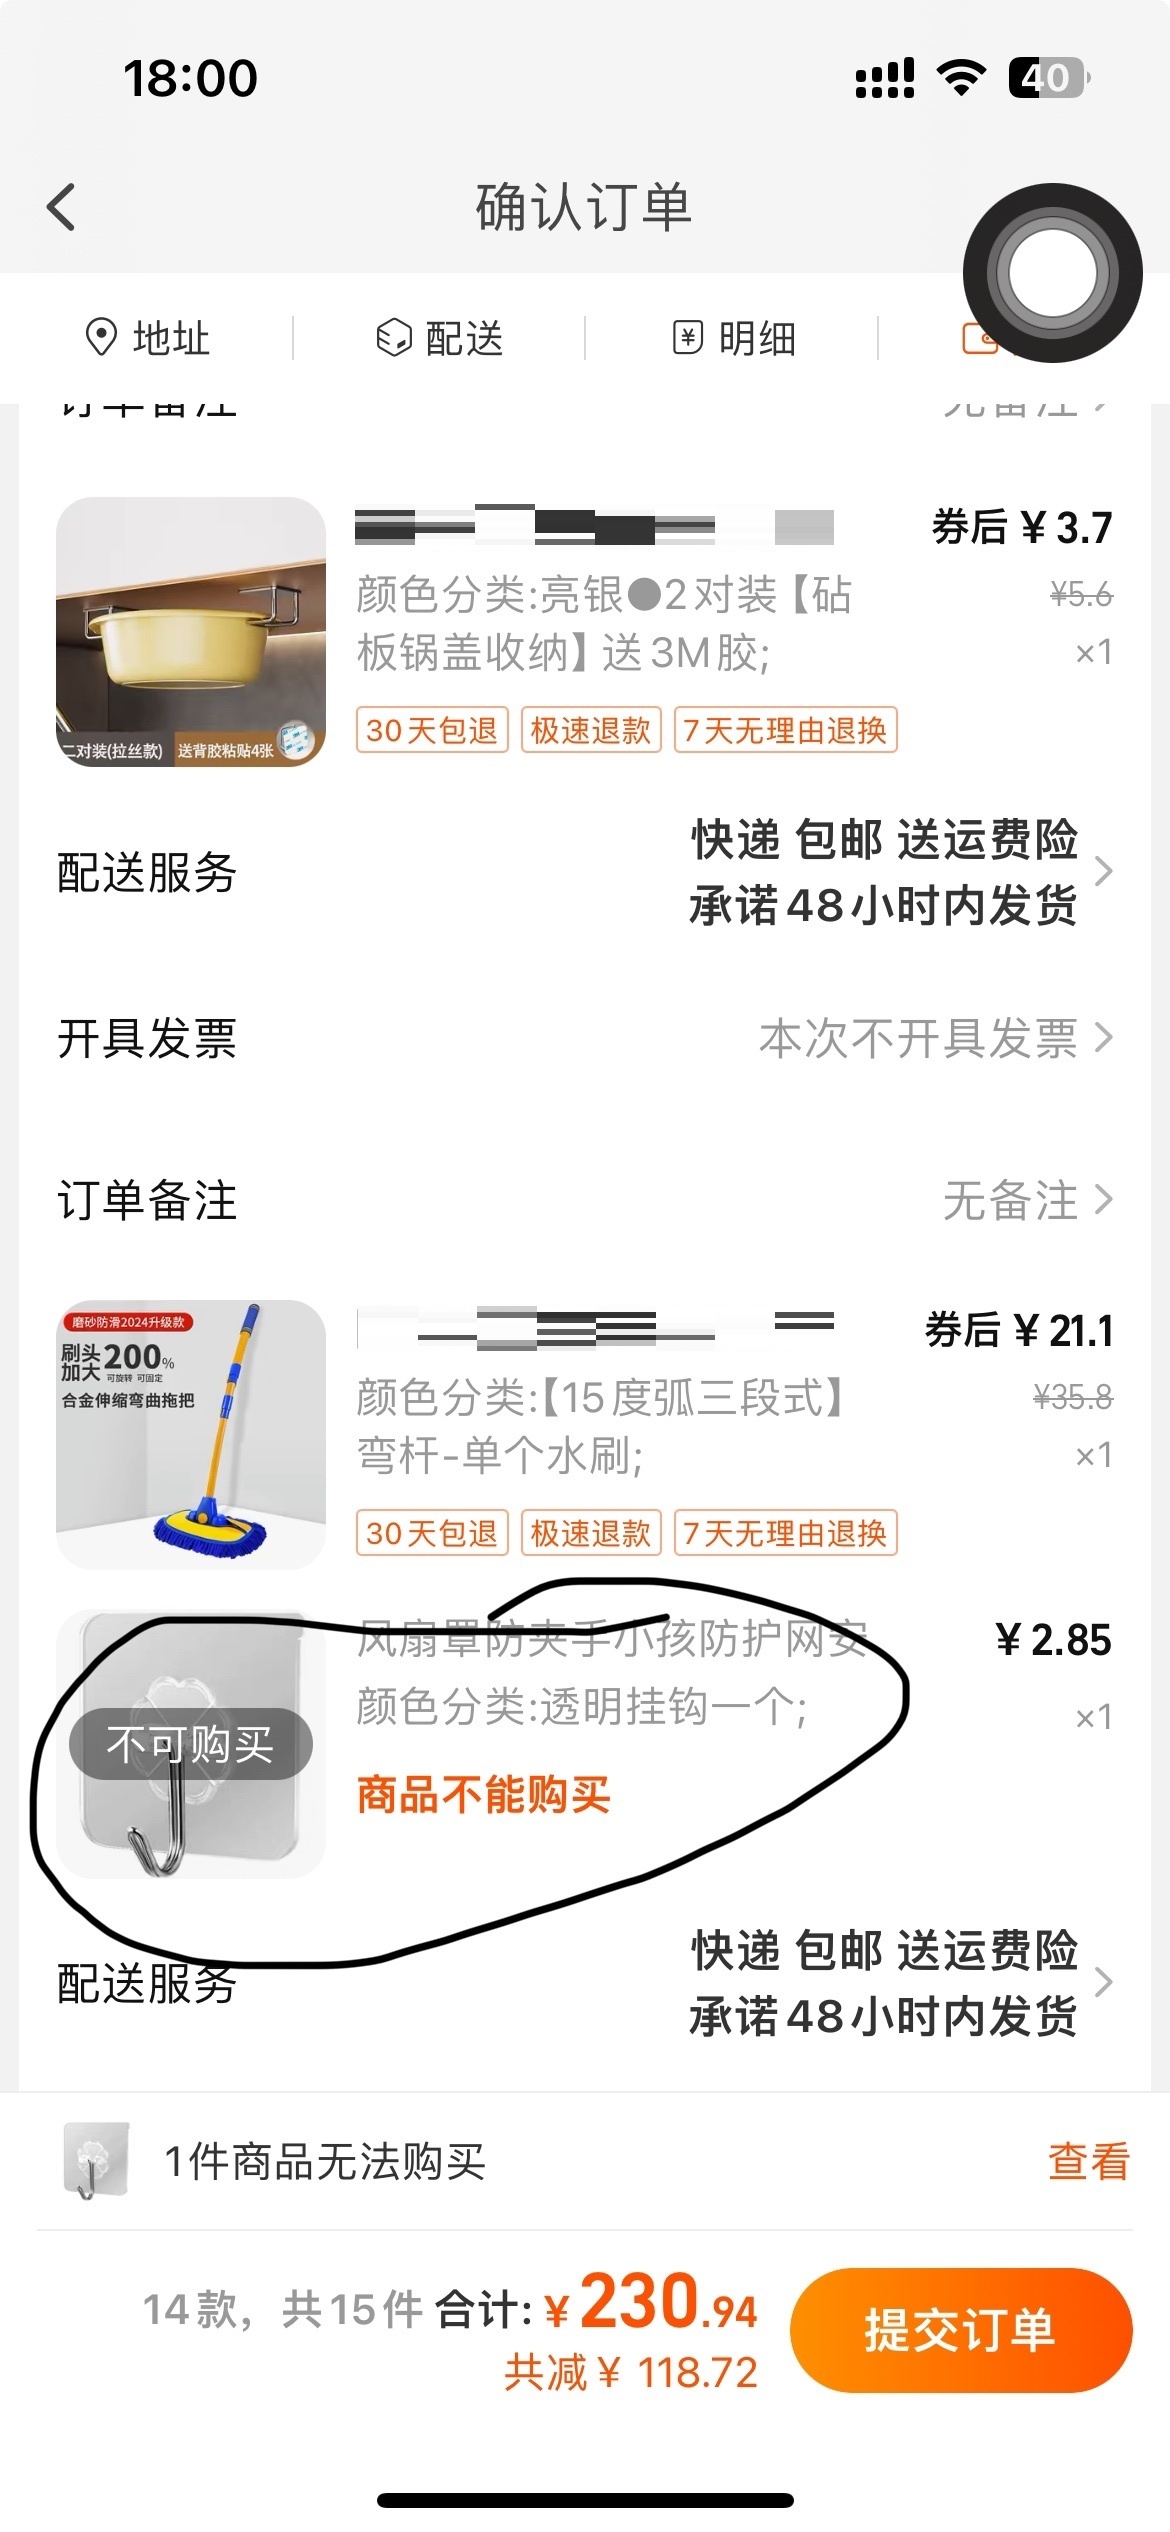 18:00
40
确认订单
地址
配送
明细
订单备注
无备注
券后 ¥ 3.7
颜色分类:亮银●2对装【砧
¥5.6
板锅盖收纳】送3M胶;
×1
30天包退
极速退款
7天无理由退换
二对装(拉丝款)
送背胶粘贴4张
配送服务
快递 包邮 送运费险
承诺48小时内发货
开具发票
本次不开具发票
订单备注
无备注
磨砂防滑2024升级款
刷头
加大
200%
可旋转 可固定
合金伸缩弯曲拖把
券后 ¥ 21.1
颜色分类:【15度弧三段式】
¥35.8
弯杆-单个水刷;
×1
30天包退
极速退款
7天无理由退换
风扇罩防夹手小孩防护网安
¥ 2.85
颜色分类:透明挂钩一个;
×1
不可购买
商品不能购买
配送服务
快递 包邮 送运费险
承诺48小时内发货
1件商品无法购买
查看
14款，共15件 合计: ¥ 230.94
共减 ¥ 118.72
提交订单